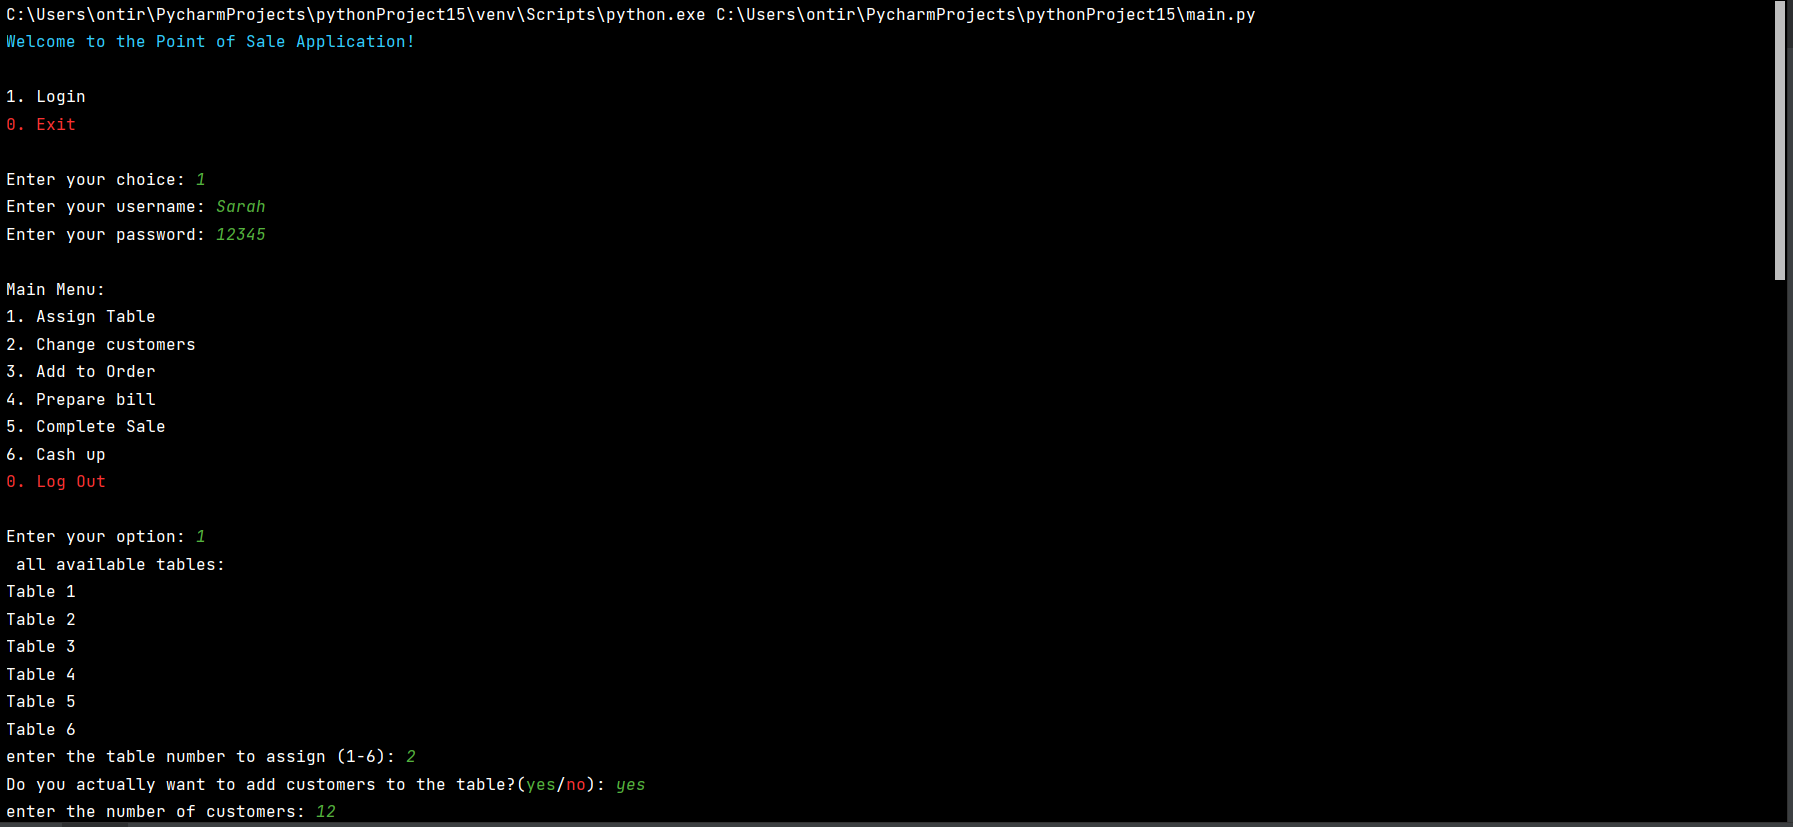 C:\Users\ontir\PycharmProjects\pythonProject15\venv\Scripts\python.exe C:\Users\ontir\PycharmProjects\pythonProject15\main.py
Welcome to the Point of Sale Application!
1. Login
0. Exit
Enter your choice: 1
Enter your username: Sarah
Enter your password: 12345
Main Menu:
1. Assign Table
2. Change customers
3. Add to Order
4. Prepare bill
5. Complete Sale
6. Cash up
0. Log Out
Enter your option: 1
 all available tables:
Table 1
Table 2
Table 3
Table 4
Table 5
Table 6
enter the table number to assign (1-6): 2
Do you actually want to add customers to the table?(yes/no): yes
enter the number of customers: 12